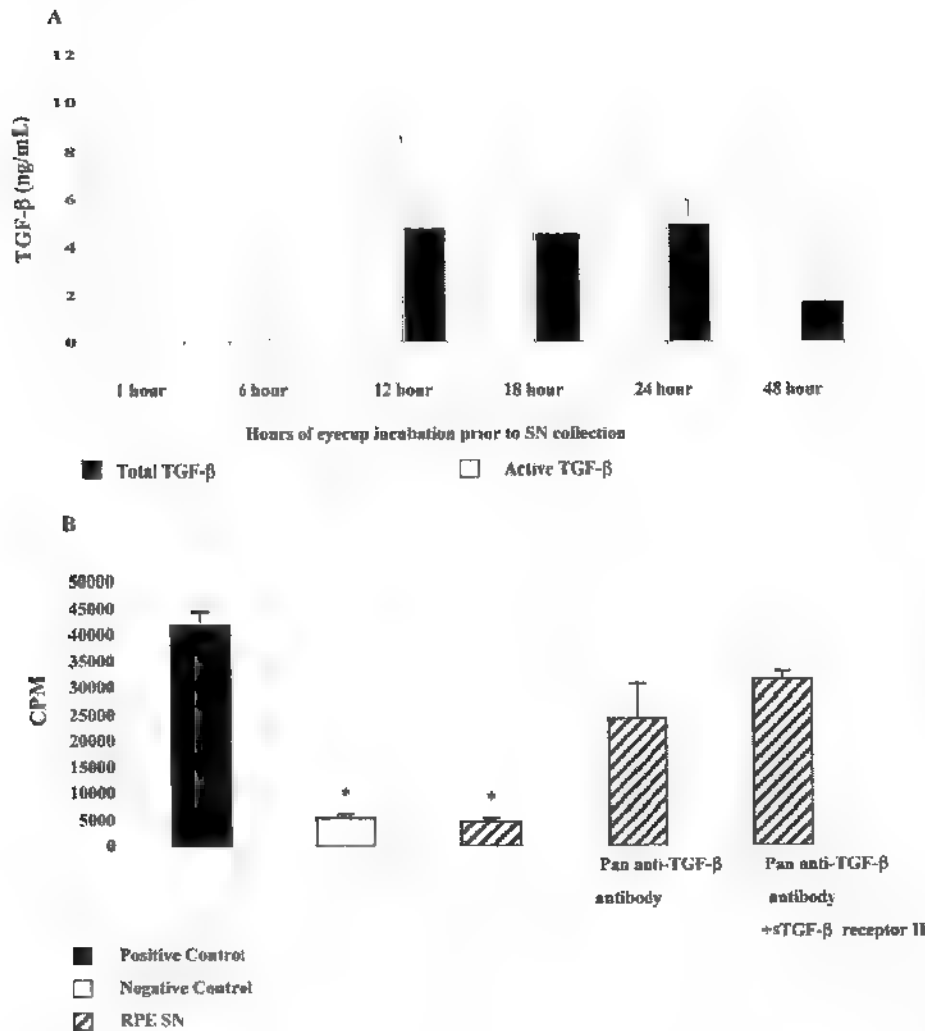 A
12
10
8
6
4
2
0
TGF-β (ng/mL)
1 hour 6 hour 12 hour 18 hour 24 hour 48 hour
Hours of eyecup incubation prior to SN collection
Total TGF-β Active TGF-β
B
50000
45000
40000
35000
30000
25000
20000
15000
10000
5000
0
CPM
* *
Pan anti-TGF-β Pan anti-TGF-β
antibody antibody
+sTGF-β receptor II
Positive Control
Negative Control
RPE SN